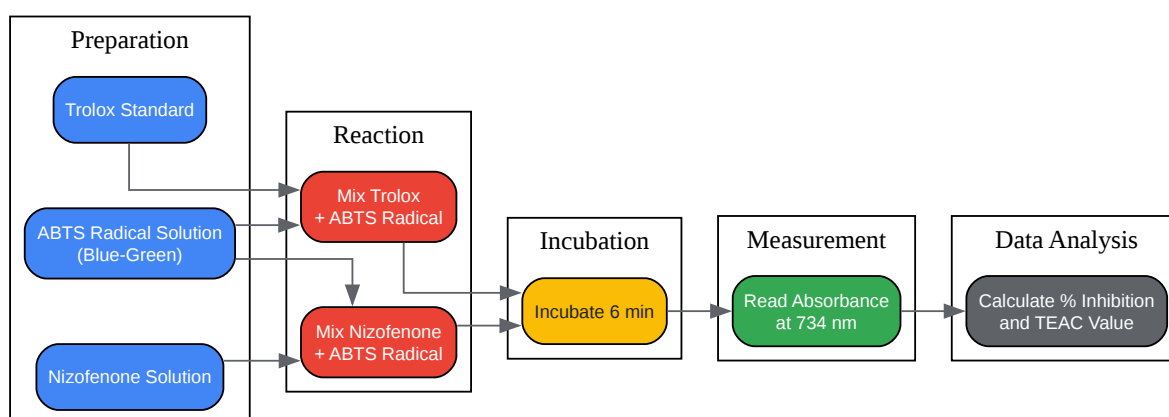 Preparation
Trolox Standard
ABTS Radical Solution
(Blue-Green)
Nizofenone Solution
Reaction
Mix Trolox
+ ABTS Radical
Mix Nizofenone
+ ABTS Radical
Incubation
Incubate 6 min
Measurement
Read Absorbance
at 734 nm
Data Analysis
Calculate % Inhibition
and TEAC Value